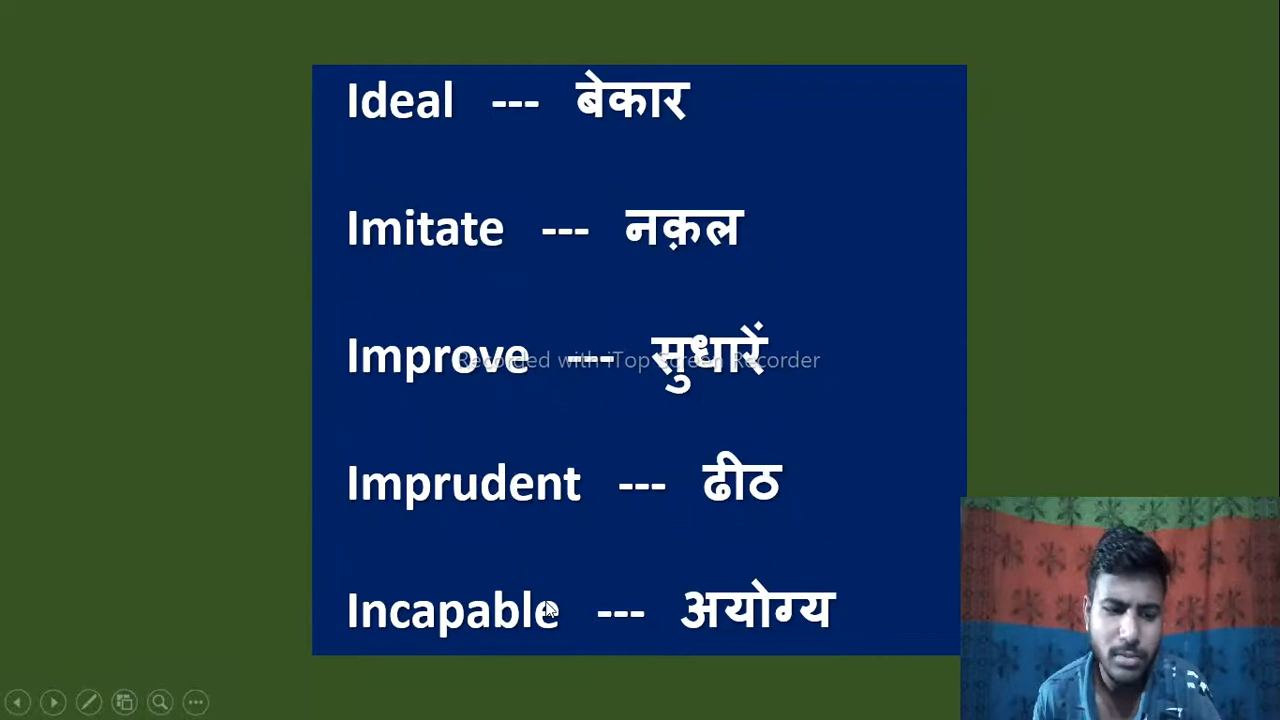 Ideal --- बेकार
Imitate --- नक़ल
Improve --- सुधारें
Recorded with iTop Screen Recorder
Imprudent --- ढीठ
Incapable --- अयोग्य